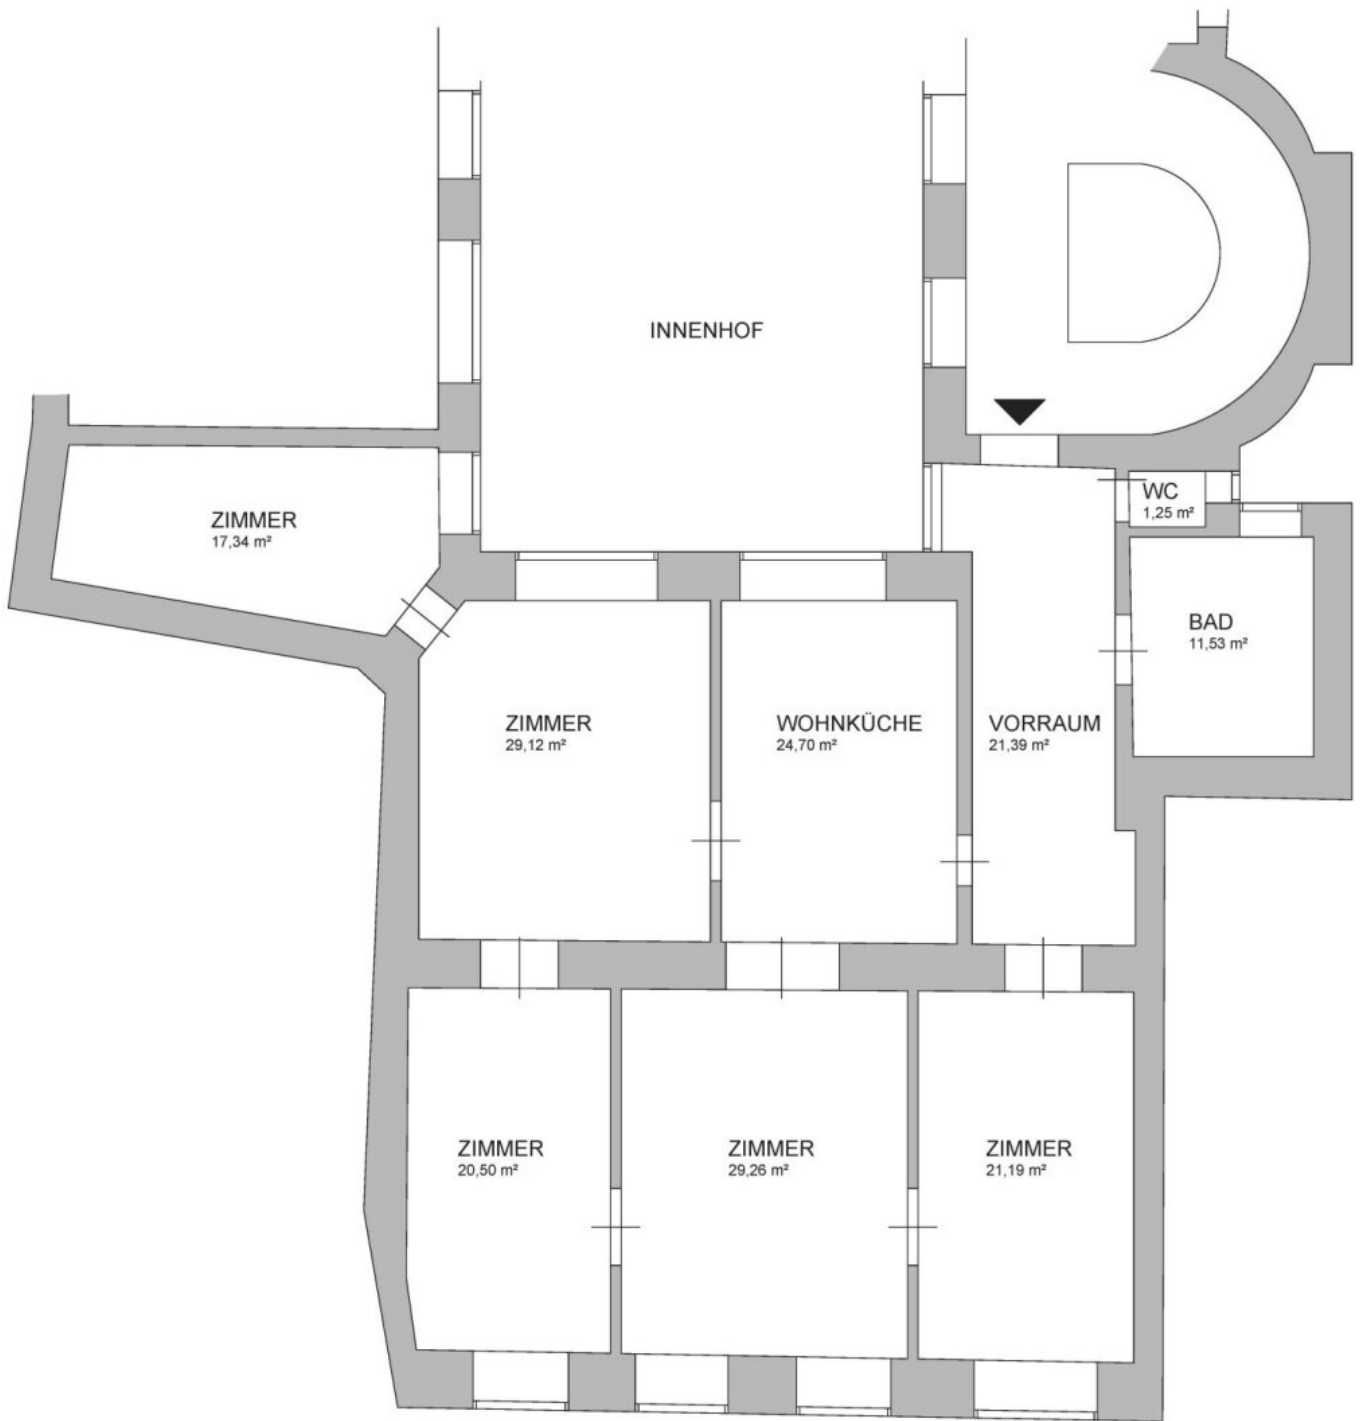 INNENHOF
WC
1,25 m²
ZIMMER
17,34 m²
BAD
11,53 m²
ZIMMER
29,12 m²
WOHNKÜCHE
24,70 m²
VORRAUM
21,39 m²
ZIMMER
20,50 m²
ZIMMER
29,26 m²
ZIMMER
21,19 m²